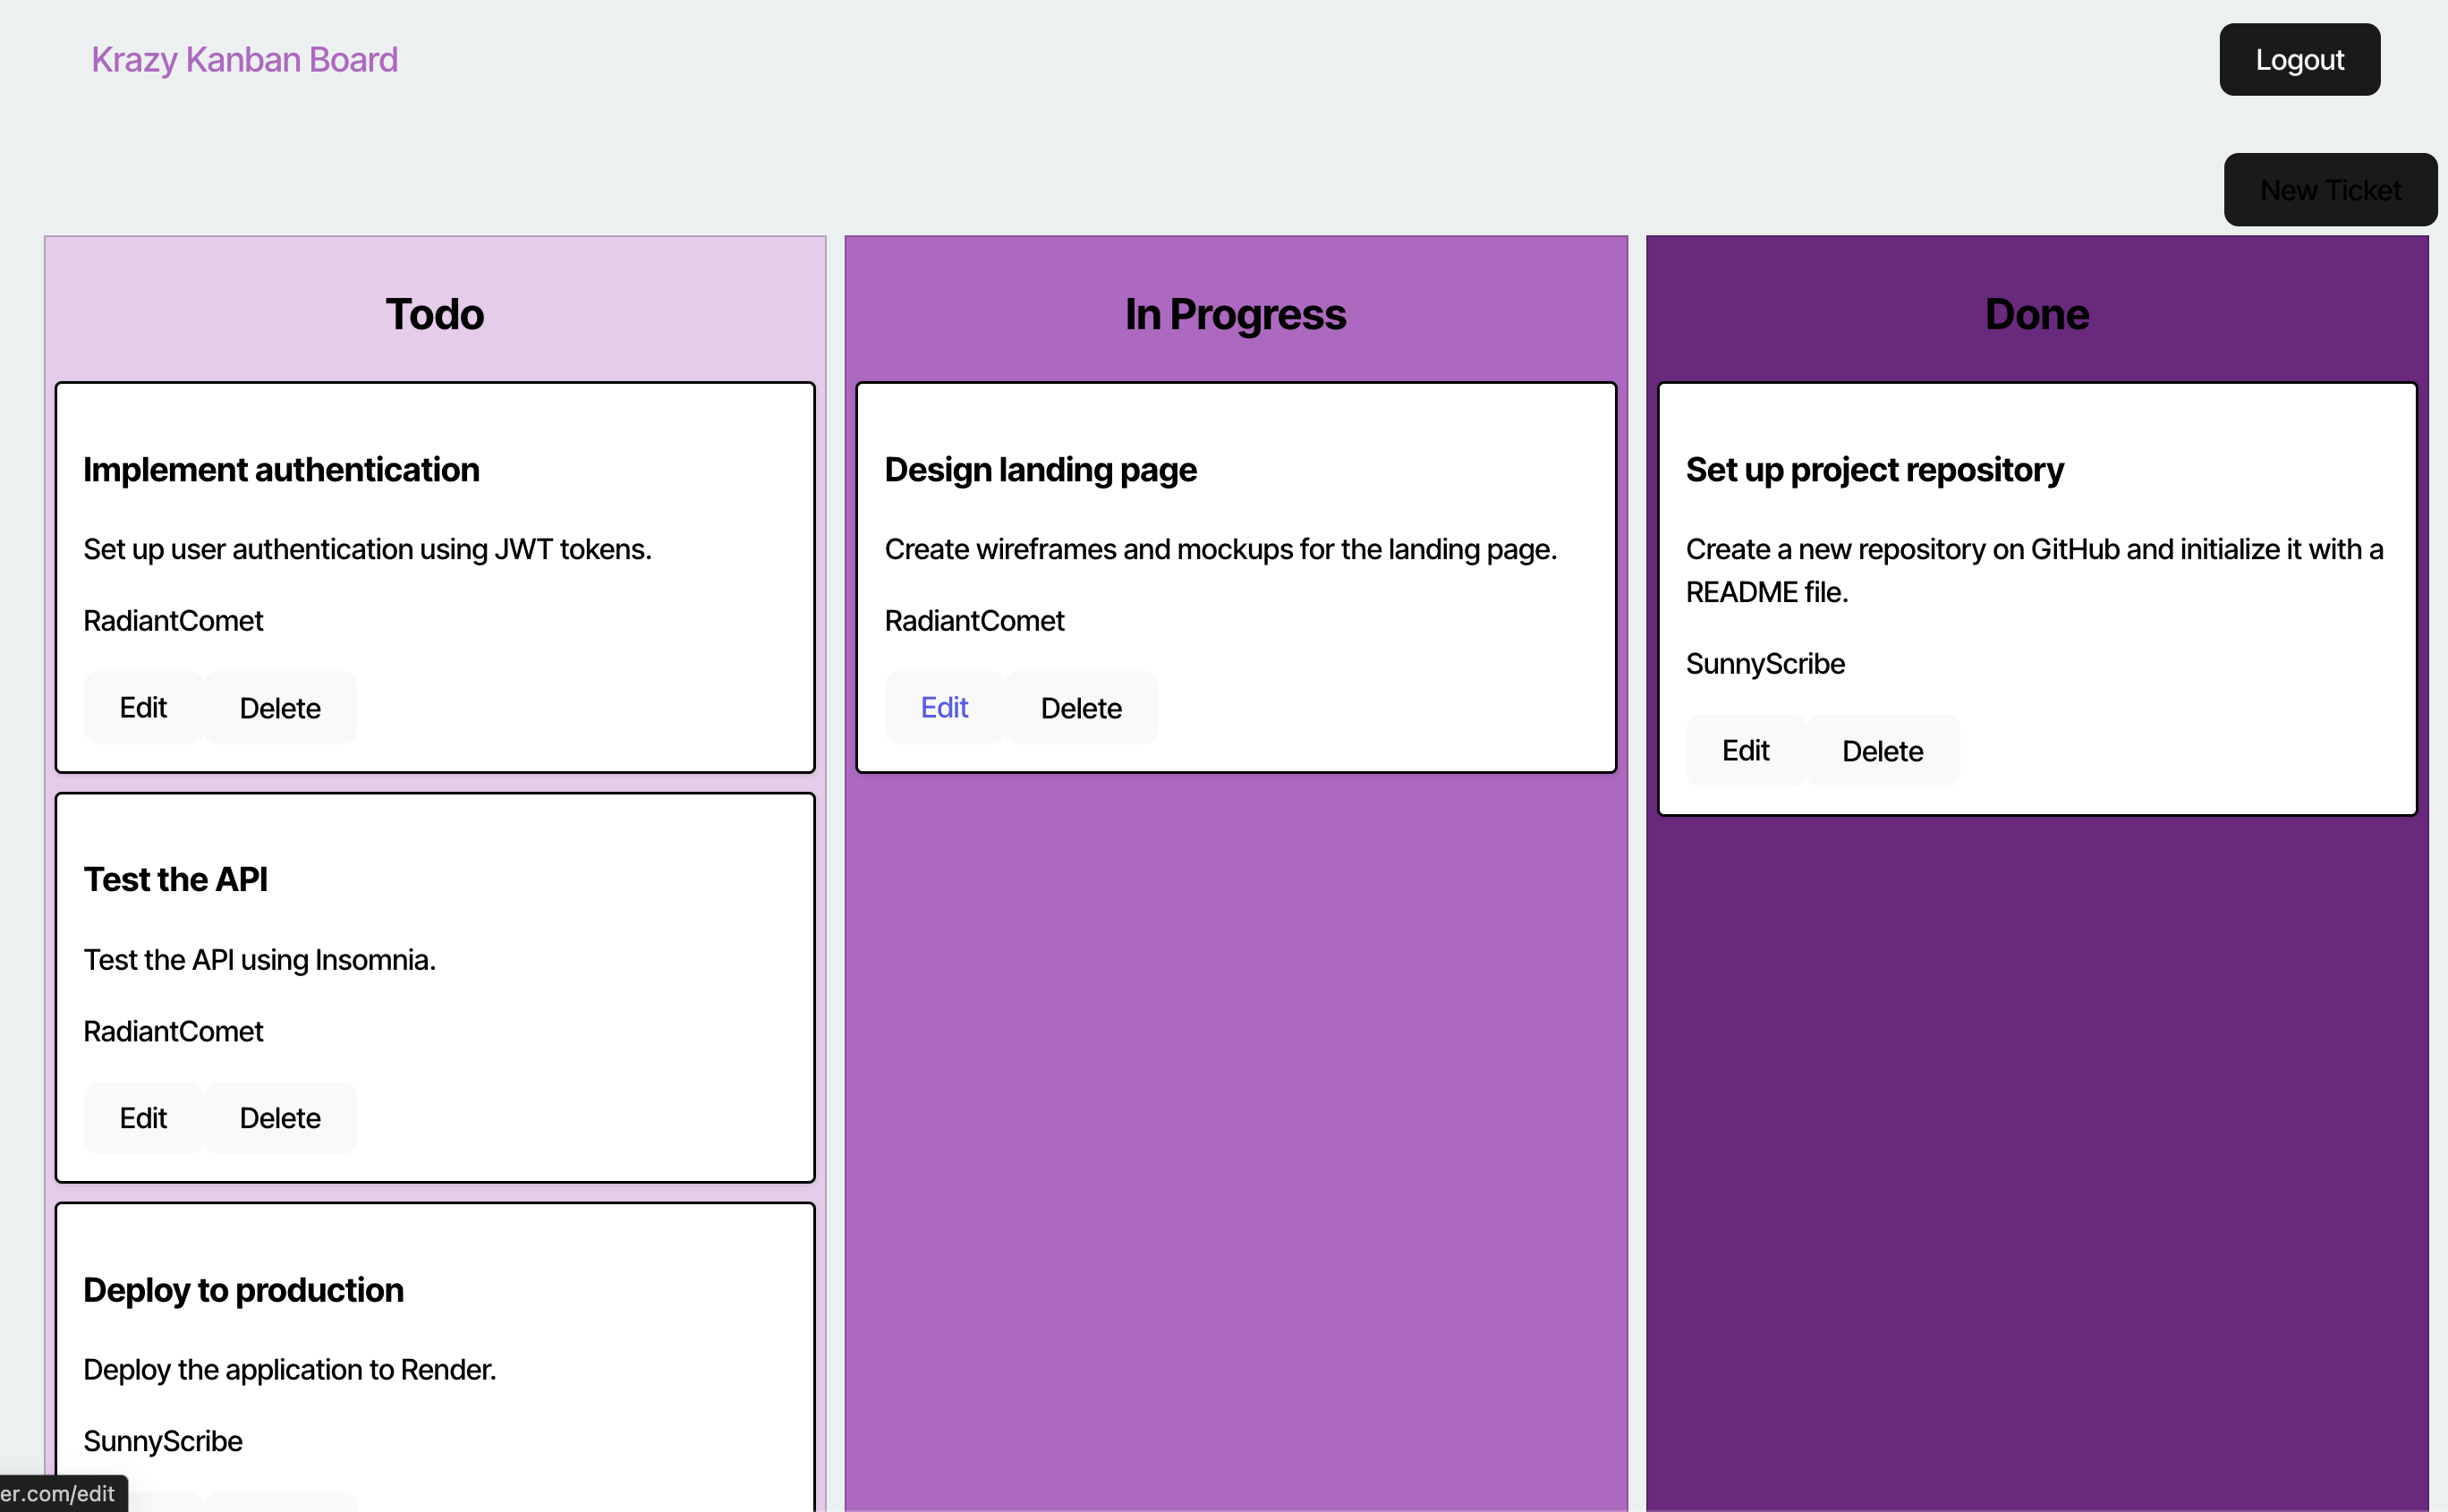 Krazy Kanban Board
Logout
New Ticket
Todo
Implement authentication
Set up user authentication using JWT tokens.
RadiantComet
Edit Delete
Test the API
Test the API using Insomnia.
RadiantComet
Edit Delete
Deploy to production
Deploy the application to Render.
SunnyScribe
In Progress
Design landing page
Create wireframes and mockups for the landing page.
RadiantComet
Edit Delete
Done
Set up project repository
Create a new repository on GitHub and initialize it with a
README file.
SunnyScribe
Edit Delete
er.com/edit